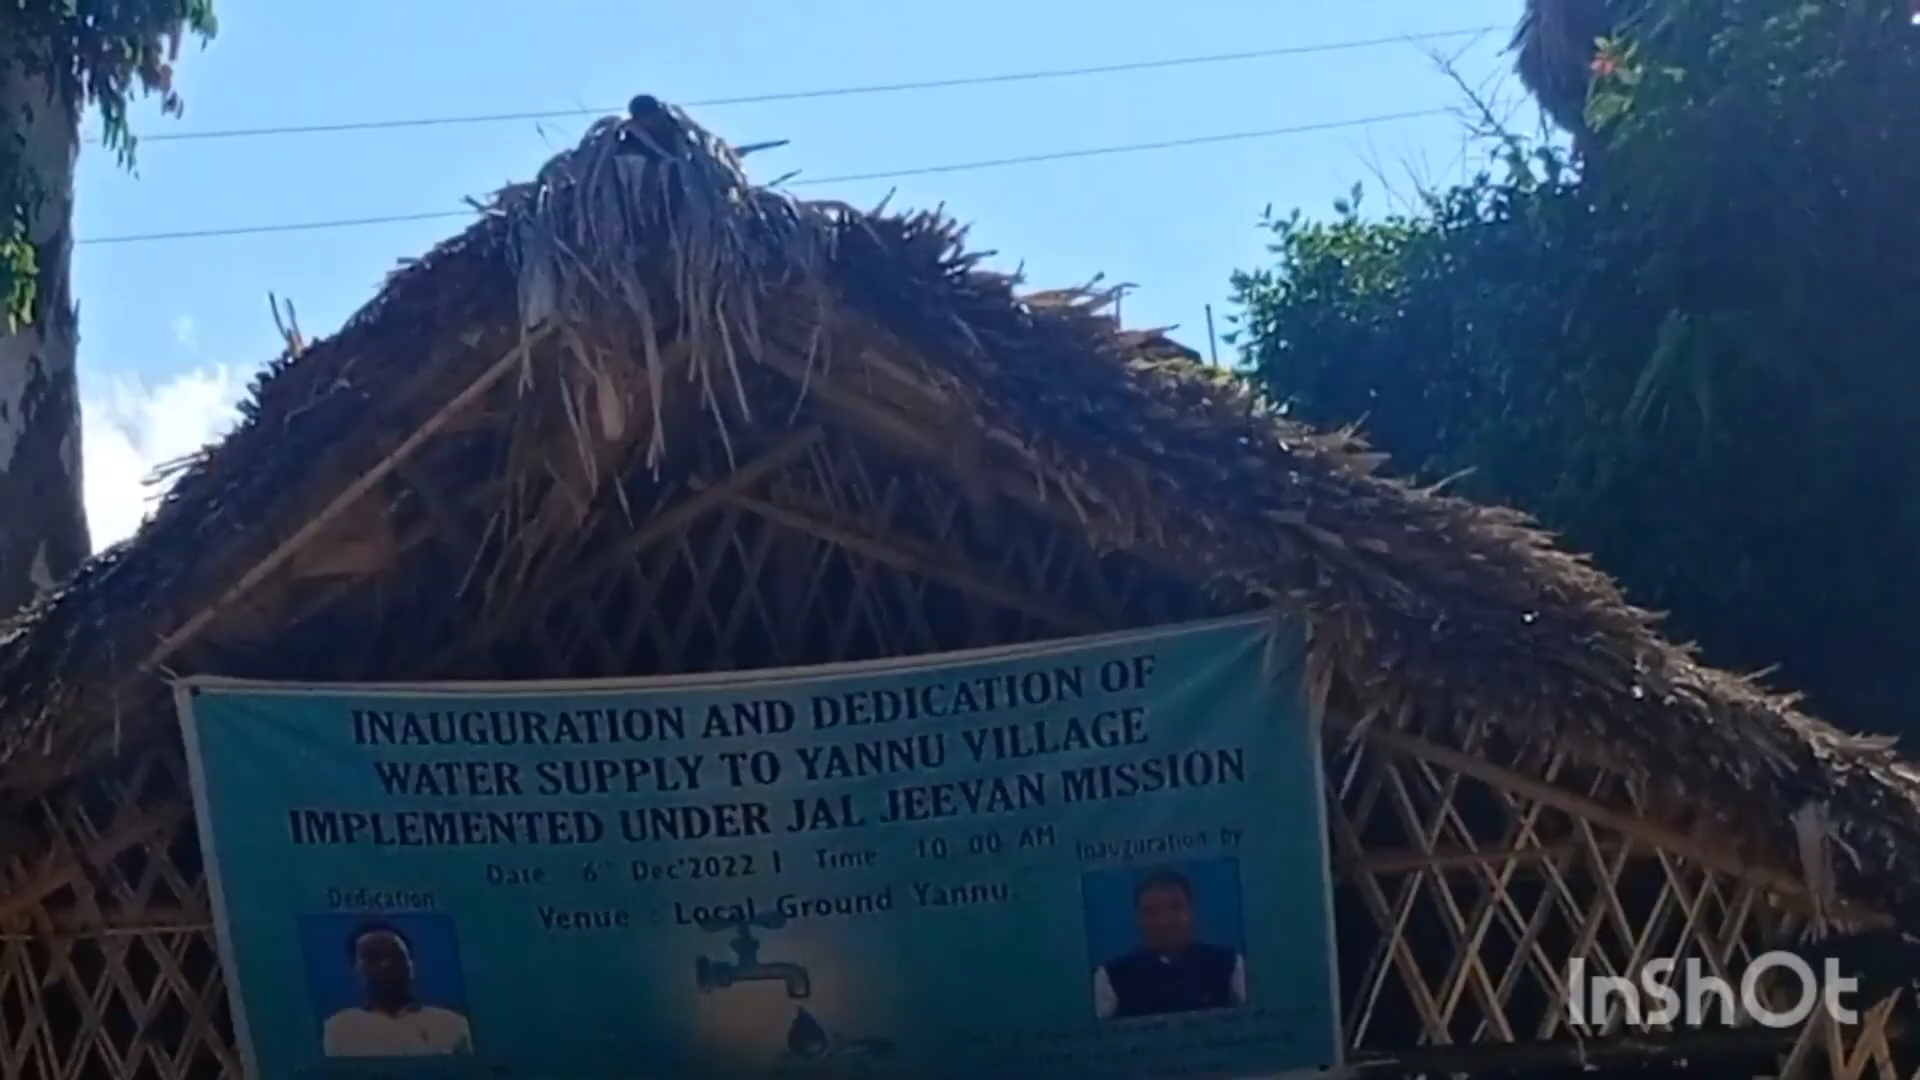 INAUGURATION AND DEDICATION OF
WATER SUPPLY TO YANNU VILLAGE
IMPLEMENTED UNDER JAL JEEVAN MISSION
Date 6 Dec'2022 | Time 10 00 AM
Inauguration by
Dedication
Venue : Local Ground Yannu.
InShOt